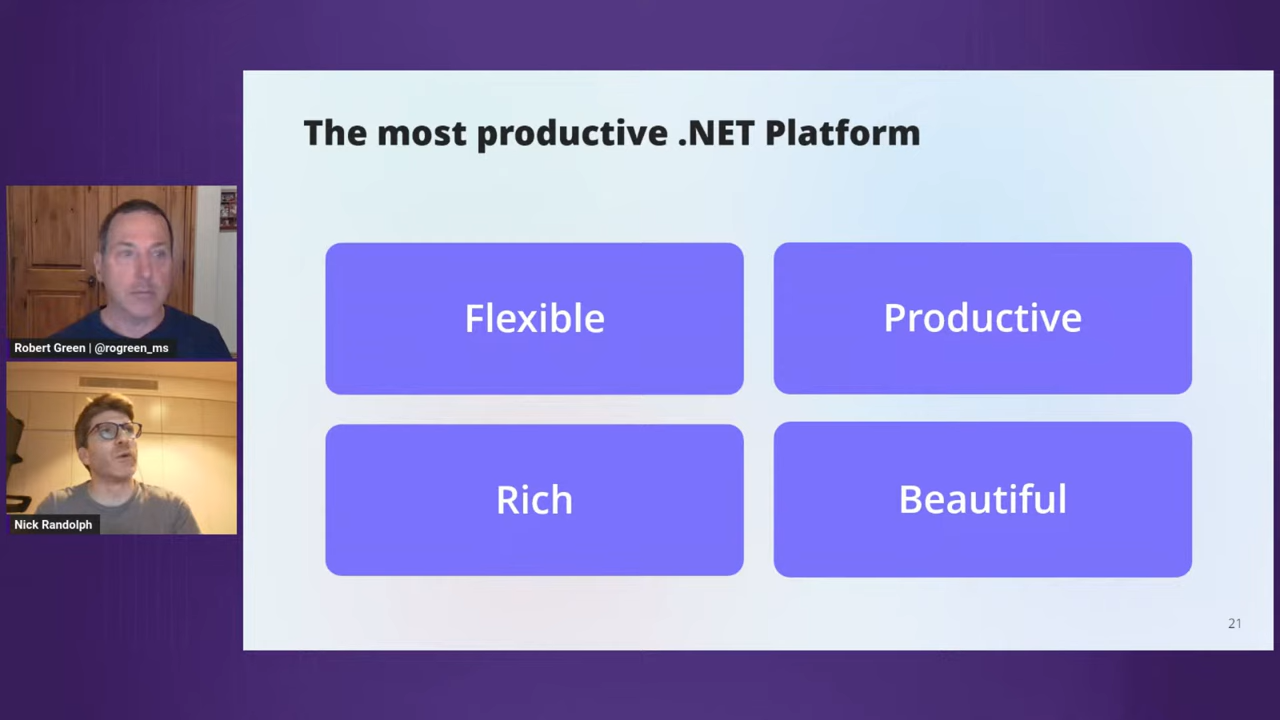 The most productive .NET Platform
Flexible
Productive
Rich
Beautiful
Robert Green | @rogreen_ms
Nick Randolph
21